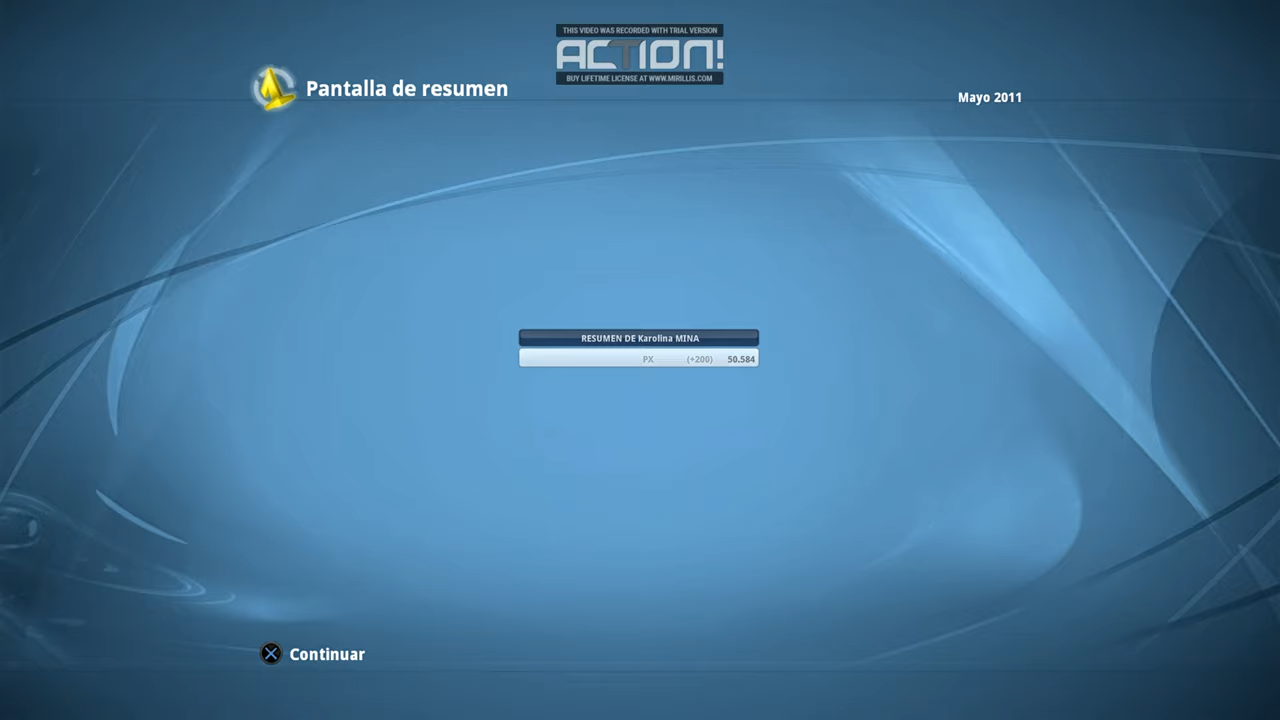 THIS VIDEO WAS RECORDED WITH TRIAL VERSION
ACTION!
BUY LIFETIME LICENSE AT WWW.MIRILLIS.COM
Pantalla de resumen
Mayo 2011
RESUMEN DE Karolina MINA
PX (+200) 50.584
Continuar